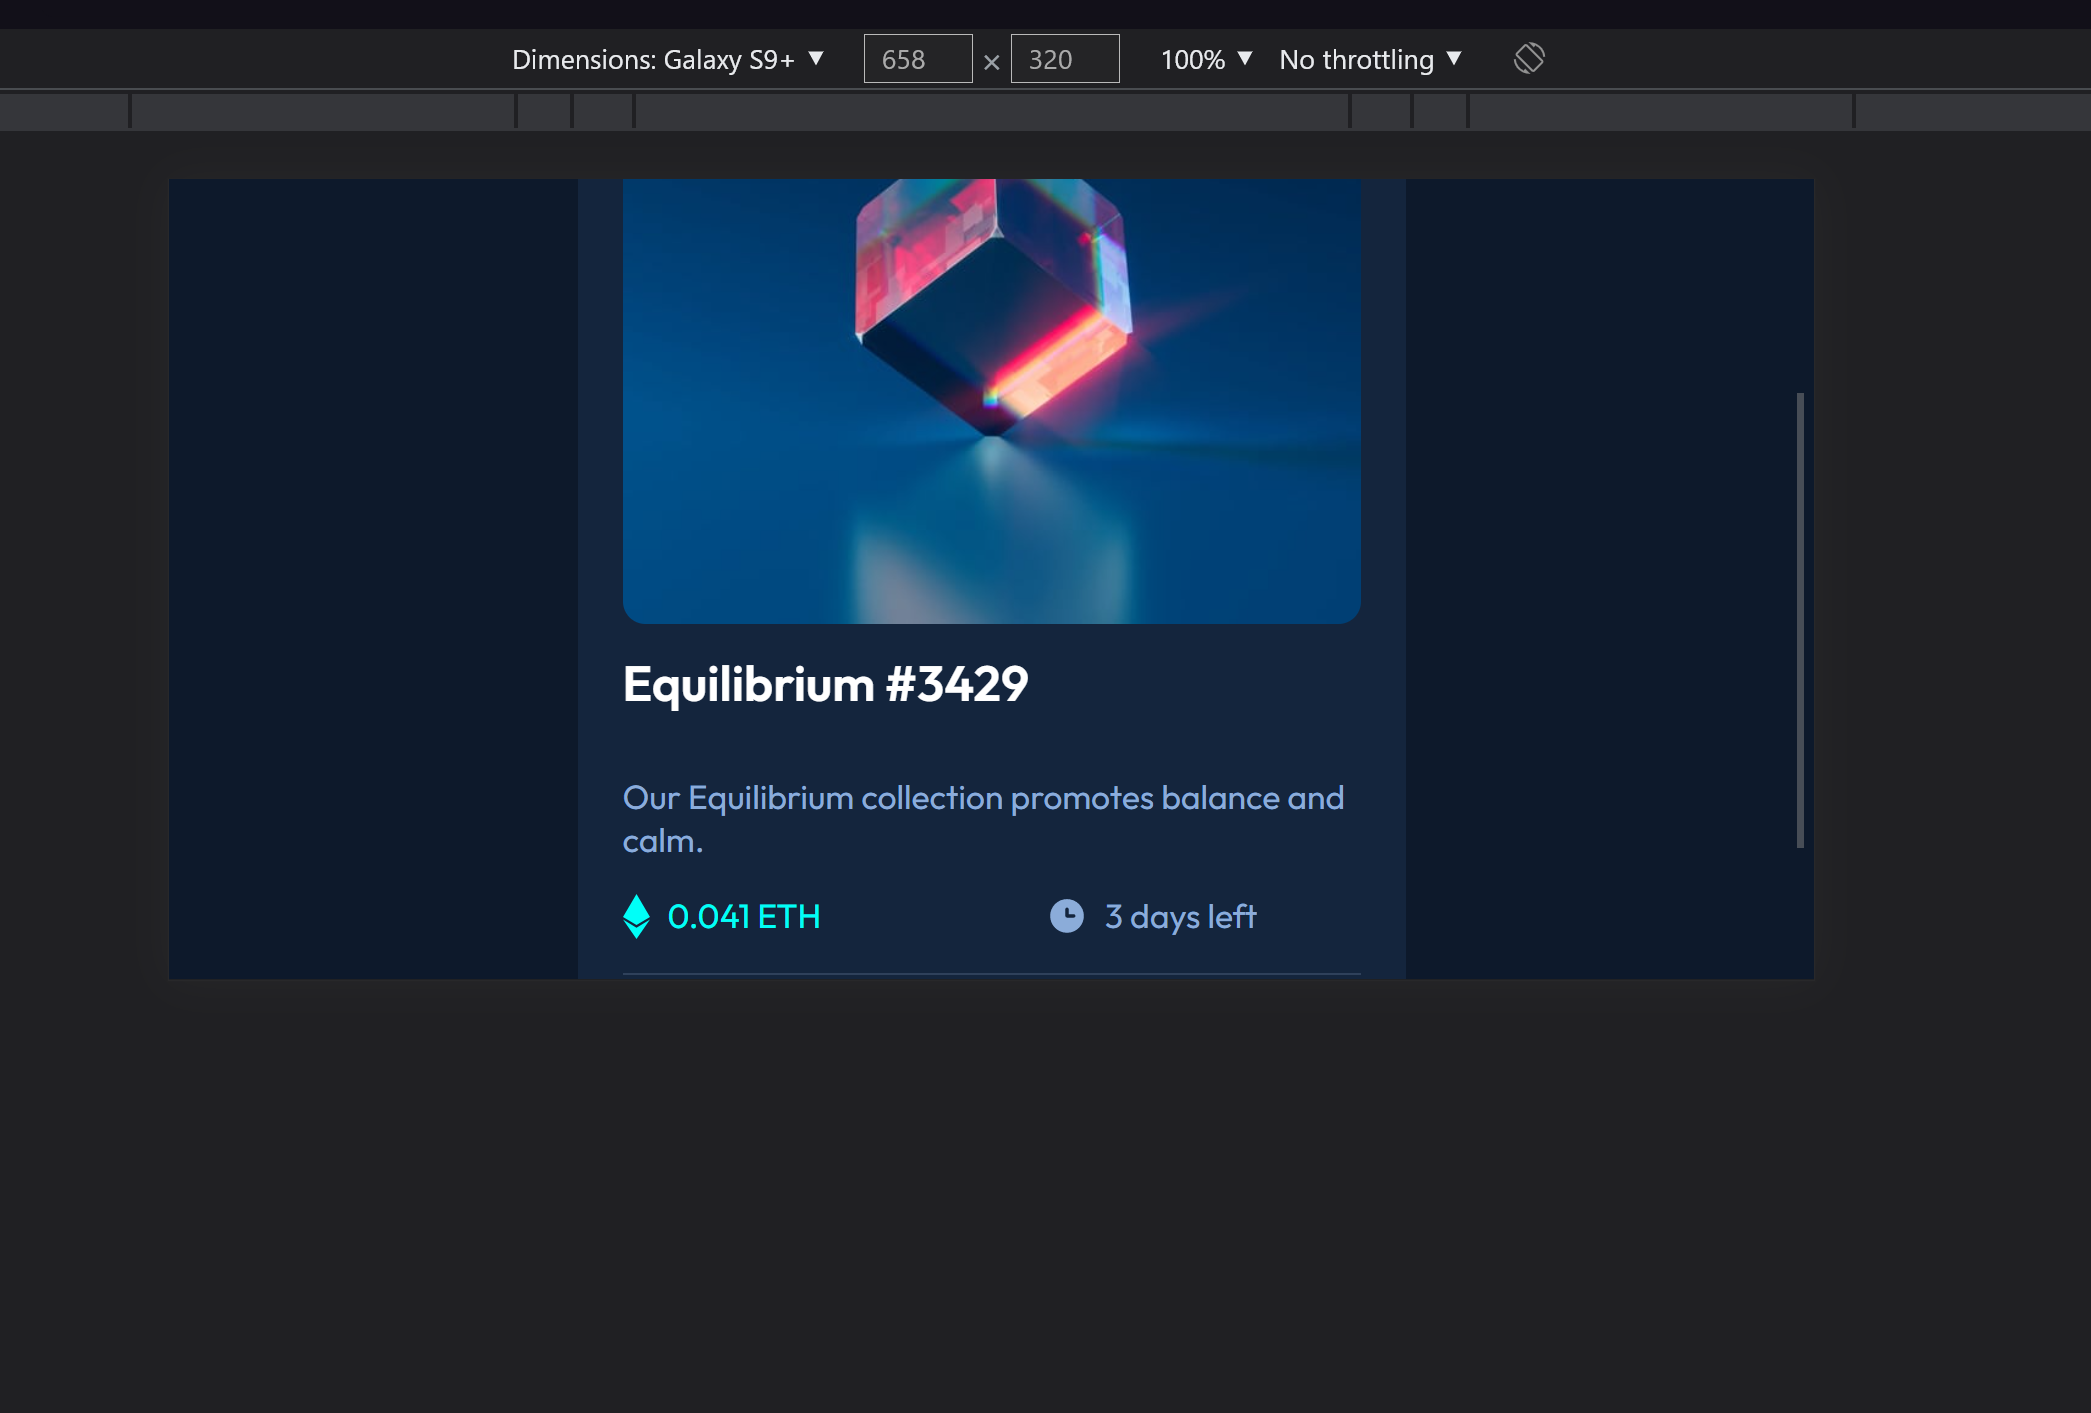 Dimensions: Galaxy S9+ ▼ 658 × 320 100% ▼ No throttling ▼
Equilibrium #3429
Our Equilibrium collection promotes balance and
calm.
0.041 ETH 3 days left